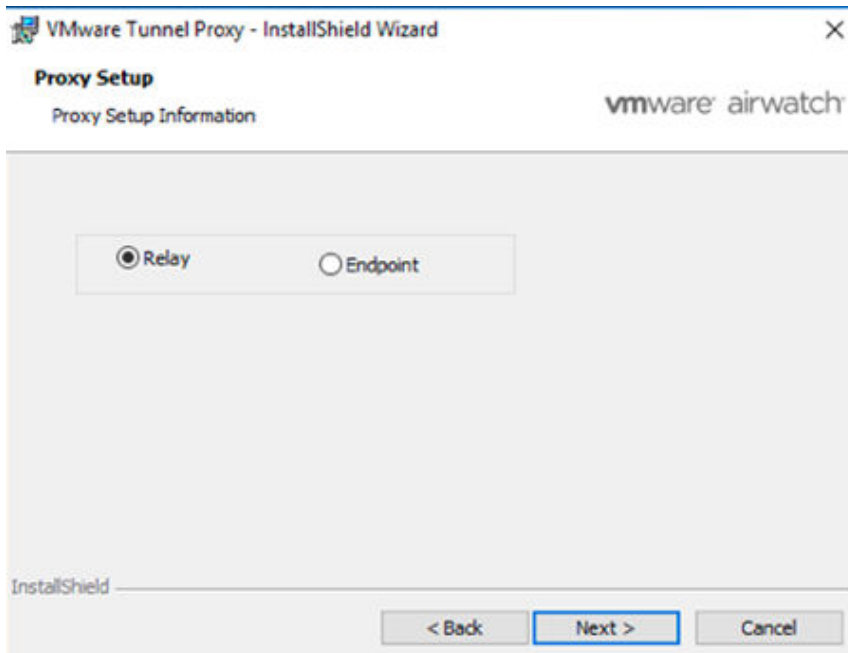 VMware Tunnel Proxy - InstallShield Wizard
Proxy Setup
Proxy Setup Information
vmware airwatch
Relay
Endpoint
InstallShield
< Back
Next >
Cancel